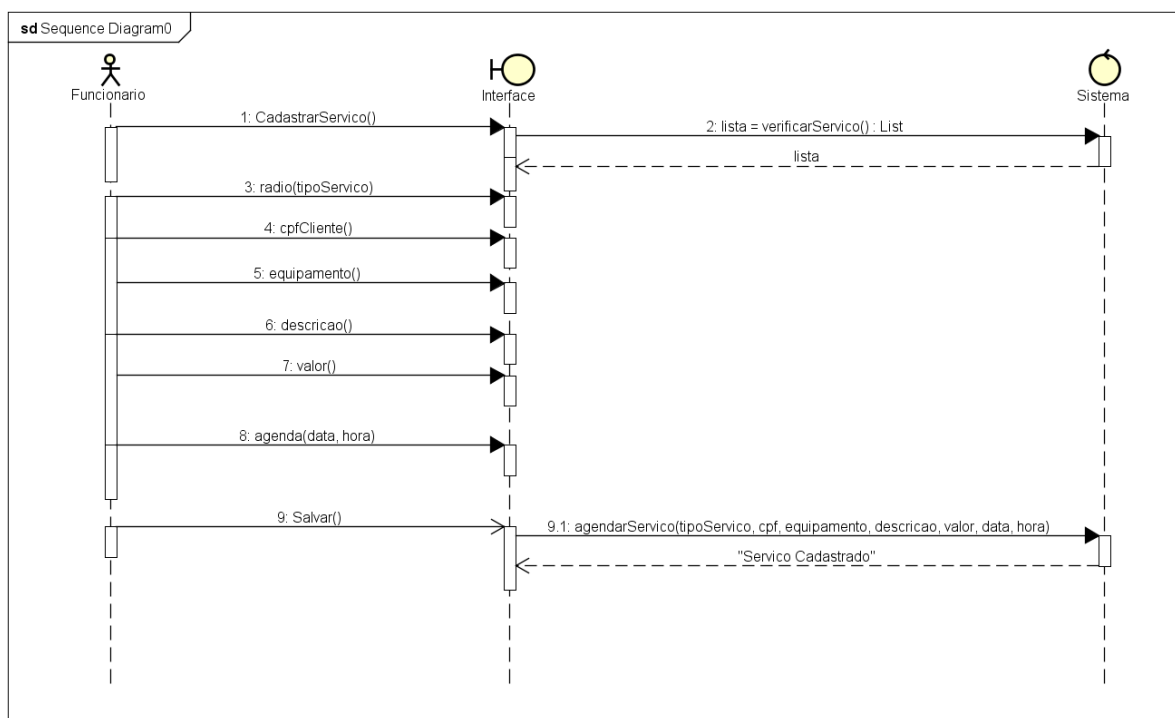 sd Sequence Diagram0
Funcionario
Interface
Sistema
1: CadastrarServico()
2: lista = verificarServico() : List
lista
3: radio(tipoServico)
4: cpfCliente()
5: equipamento()
6: descricao()
7: valor()
8: agenda(data, hora)
9: Salvar()
9.1: agendarServico(tipoServico, cpf, equipamento, descricao, valor, data, hora)
"Servico Cadastrado"